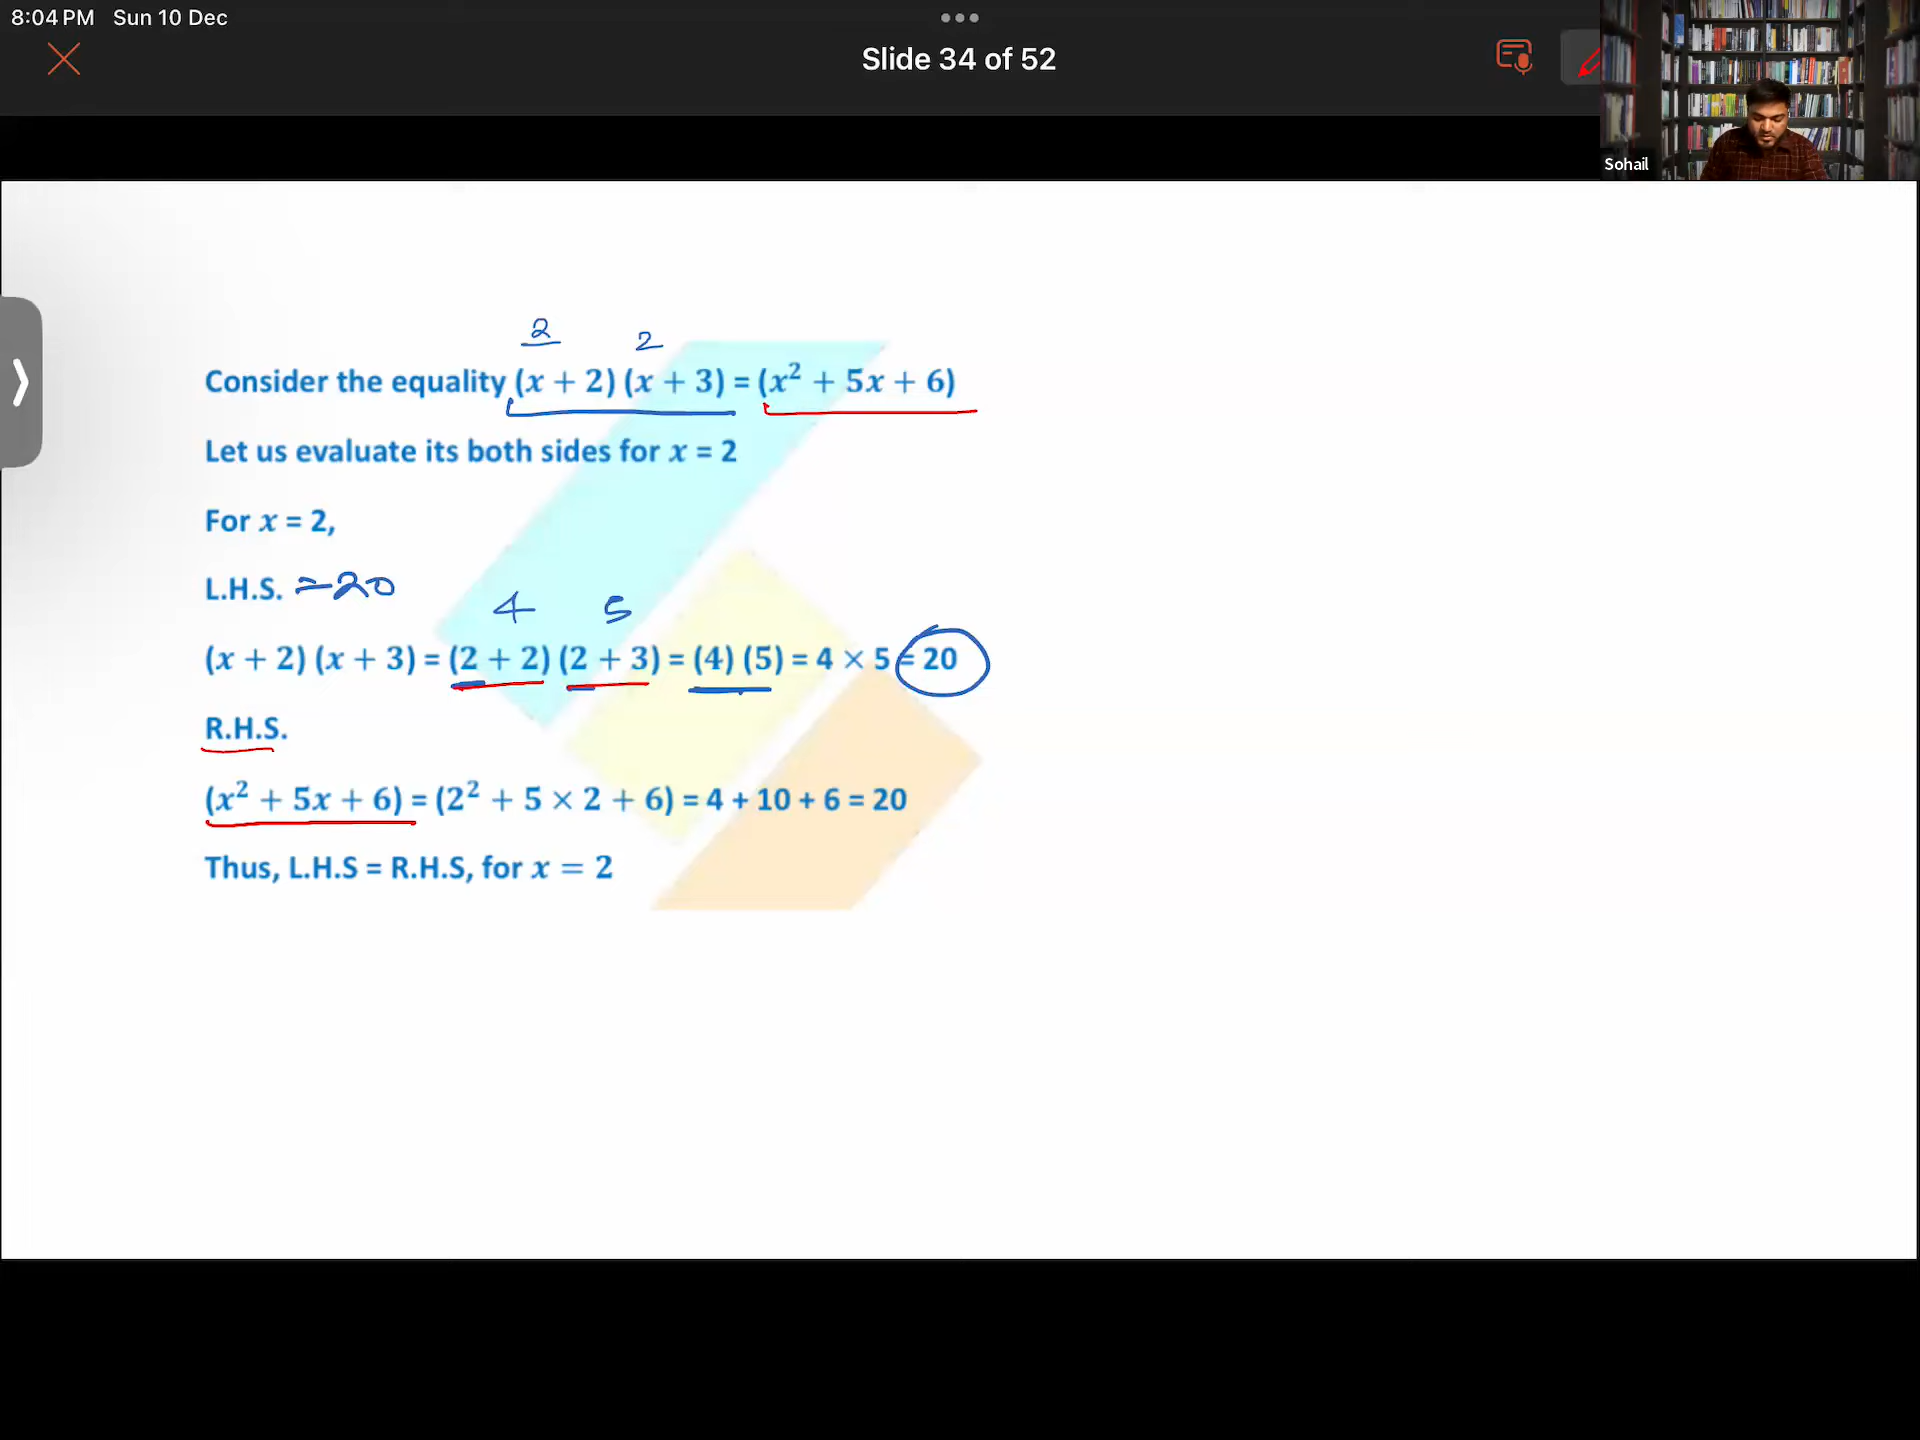 8:04 PM Sun 10 Dec
Slide 34 of 52
Sohail
2 2
Consider the equality (x + 2) (x + 3) = (x² + 5x + 6)
Let us evaluate its both sides for x = 2
For x = 2,
L.H.S. = 20
4 5
(x + 2) (x + 3) = (2 + 2) (2 + 3) = (4) (5) = 4 × 5 = 20
R.H.S.
(x² + 5x + 6) = (2² + 5 × 2 + 6) = 4 + 10 + 6 = 20
Thus, L.H.S = R.H.S, for x = 2